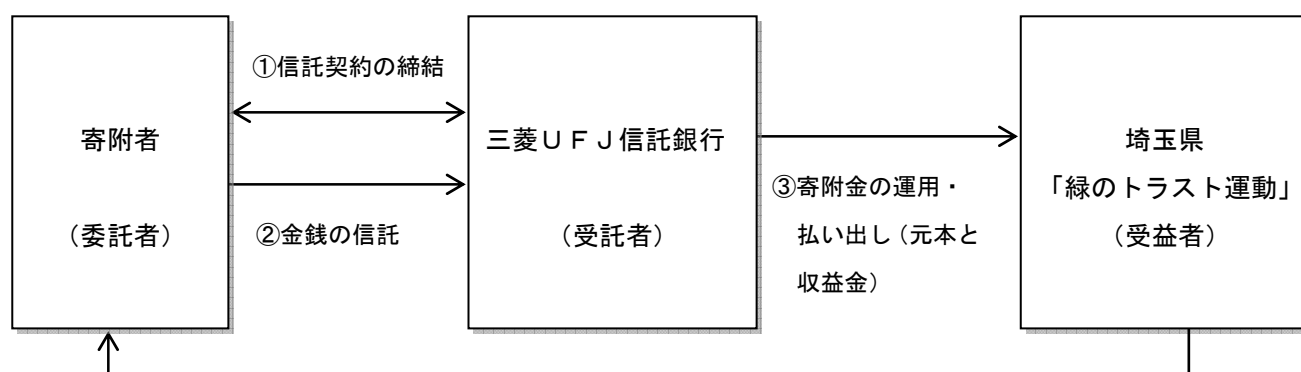 ①信託契約の締結
寄附者
（委託者）
②金銭の信託
三菱ＵＦＪ信託銀行
（受託者）
③寄附金の運用・
払い出し（元本と
収益金）
埼玉県
「緑のトラスト運動」
（受益者）